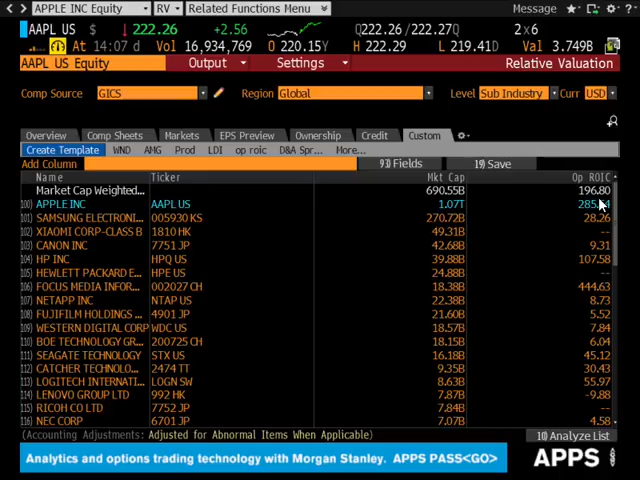 < > APPLE INC Equity RV Related Functions Menu Message
AAPL US $ ↓ 222.26 +2.56 Q222.26/222.27Q 2x6
At 14:07 d Vol 16,934,769 O 220.15Y H 222.29 L 219.41D Val 3.749B
AAPL US Equity Output Settings Relative Valuation
Comp Source GICS Region Global Level Sub Industry Curr USD
Overview Comp Sheets Markets EPS Preview Ownership Credit Custom
Create Template WND AMG Prod LDI op roic D&A Spr... More...
Add Column 93) Fields 19) Save
Name Ticker Mkt Cap Op ROIC
Market Cap Weighted... 690.55B 196.80
100) APPLE INC AAPL US 1.07T
101) SAMSUNG ELECTRONI... 005930 KS 270.72B 28.26
102) XIAOMI CORP-CLASS B 1810 HK 49.31B --
103) CANON INC 7751 JP 42.68B 9.31
104) HP INC HPQ US 39.88B 107.58
105) HEWLETT PACKARD E... HPE US 24.88B --
106) FOCUS MEDIA INFOR... 002027 CH 18.38B 444.63
107) NETAPP INC NTAP US 22.38B 8.73
108) FUJIFILM HOLDINGS ... 4901 JP 21.60B 5.52
109) WESTERN DIGITAL CORP WDC US 18.57B 7.84
110) BOE TECHNOLOGY GR... 200725 CH 18.15B 6.04
111) SEAGATE TECHNOLOGY STX US 16.18B 45.12
112) CATCHER TECHNOLO... 2474 TT 9.35B 30.43
113) LOGITECH INTERNATI... LOGN SW 8.63B 55.97
114) LENOVO GROUP LTD 992 HK 7.87B -9.88
115) RICOH CO LTD 7752 JP 7.84B --
116) NEC CORP 6701 JP 7.07B 4.58
(Accounting Adjustments: Adjusted for Abnormal Items When Applicable) 10) Analyze List
Analytics and options trading technology with Morgan Stanley. APPS PASS<GO> APPS